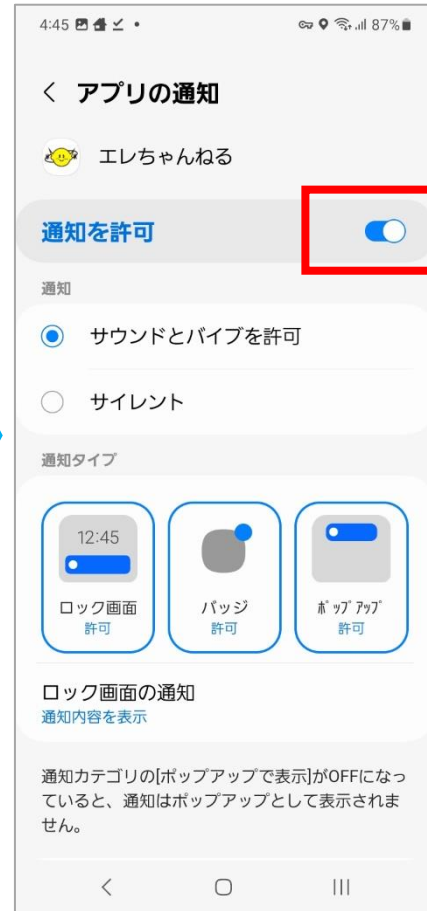 4:45
87%
アプリの通知
エレちゃんねる
通知を許可
通知
サウンドとバイブを許可
サイレント
通知タイプ
12:45
ロック画面
許可
バッジ
許可
ﾎﾟｯﾌﾟｱｯﾌﾟ
許可
ロック画面の通知
通知内容を表示
通知カテゴリの[ポップアップで表示]がOFFになっ
ていると、通知はポップアップとして表示されま
せん。